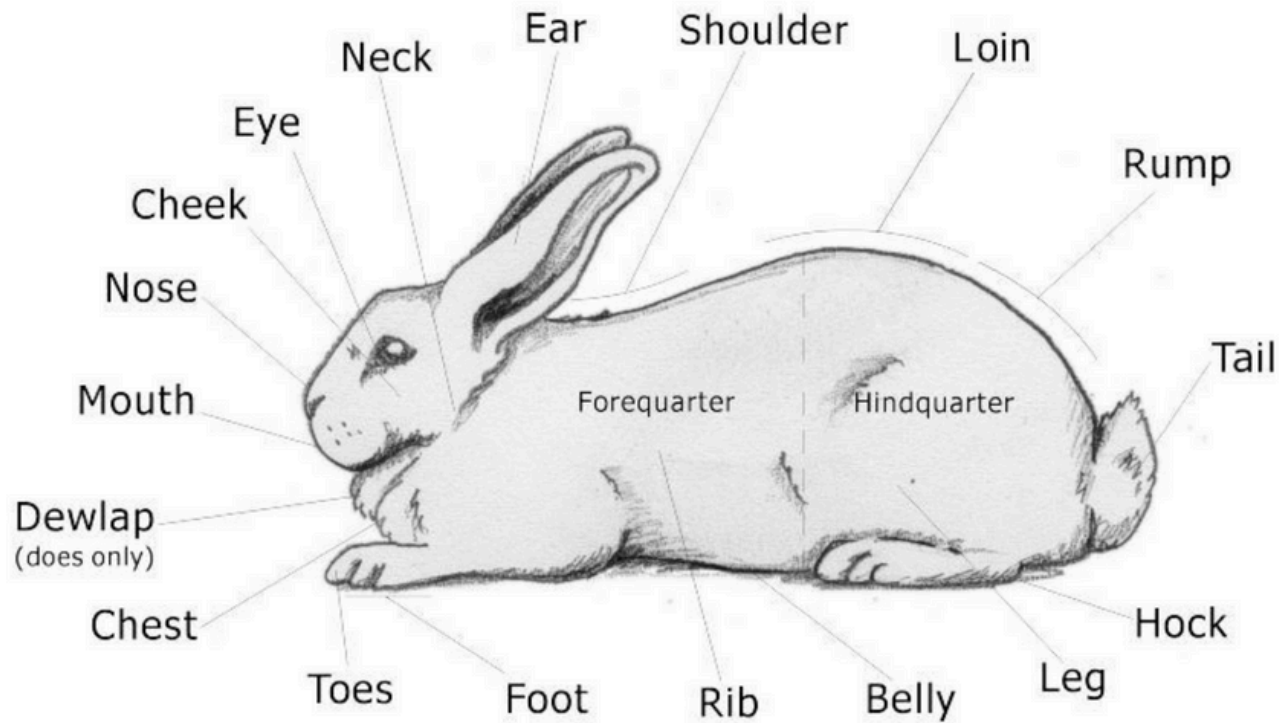 Ear
Shoulder
Neck
Loin
Eye
Rump
Cheek
Nose
Tail
Mouth
Forequarter
Hindquarter
Dewlap
(does only)
Chest
Hock
Toes
Foot
Rib
Belly
Leg